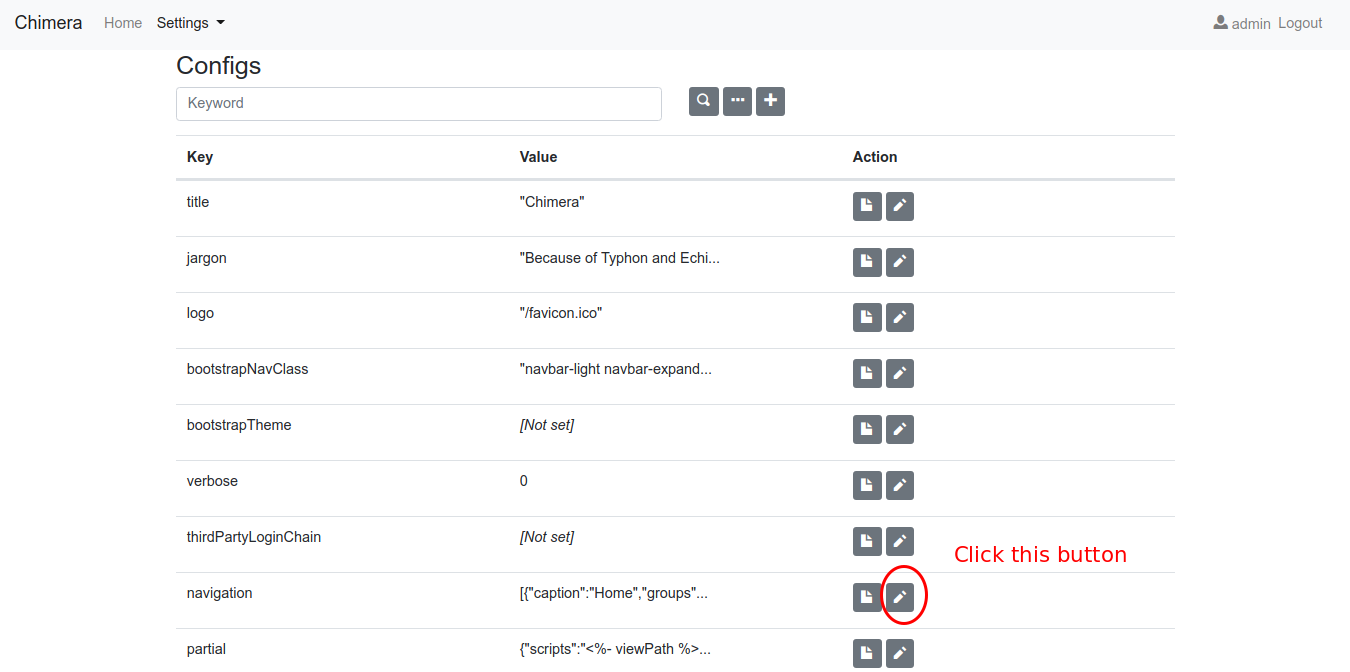 Chimera Home Settings admin Logout
Configs
Keyword
Key Value Action
title "Chimera"
jargon "Because of Typhon and Echi...
logo "/favicon.ico"
bootstrapNavClass "navbar-light navbar-expand...
bootstrapTheme [Not set]
verbose 0
thirdPartyLoginChain [Not set]
Click this button
navigation [{"caption":"Home","groups"...
partial {"scripts":"<%- viewPath %>...